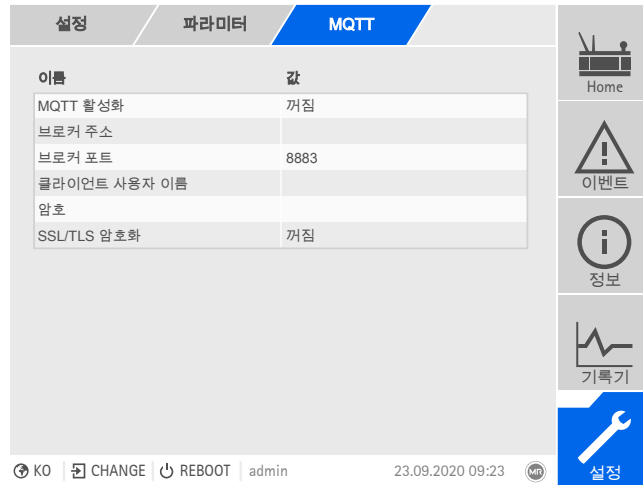 설정 파라미터 MQTT
이름 값
MQTT 활성화 꺼짐
브로커 주소
브로커 포트 8883
클라이언트 사용자 이름
암호
SSL/TLS 암호화 꺼짐
Home
이벤트
정보
기록기
설정
KO CHANGE REBOOT admin 23.09.2020 09:23 MR